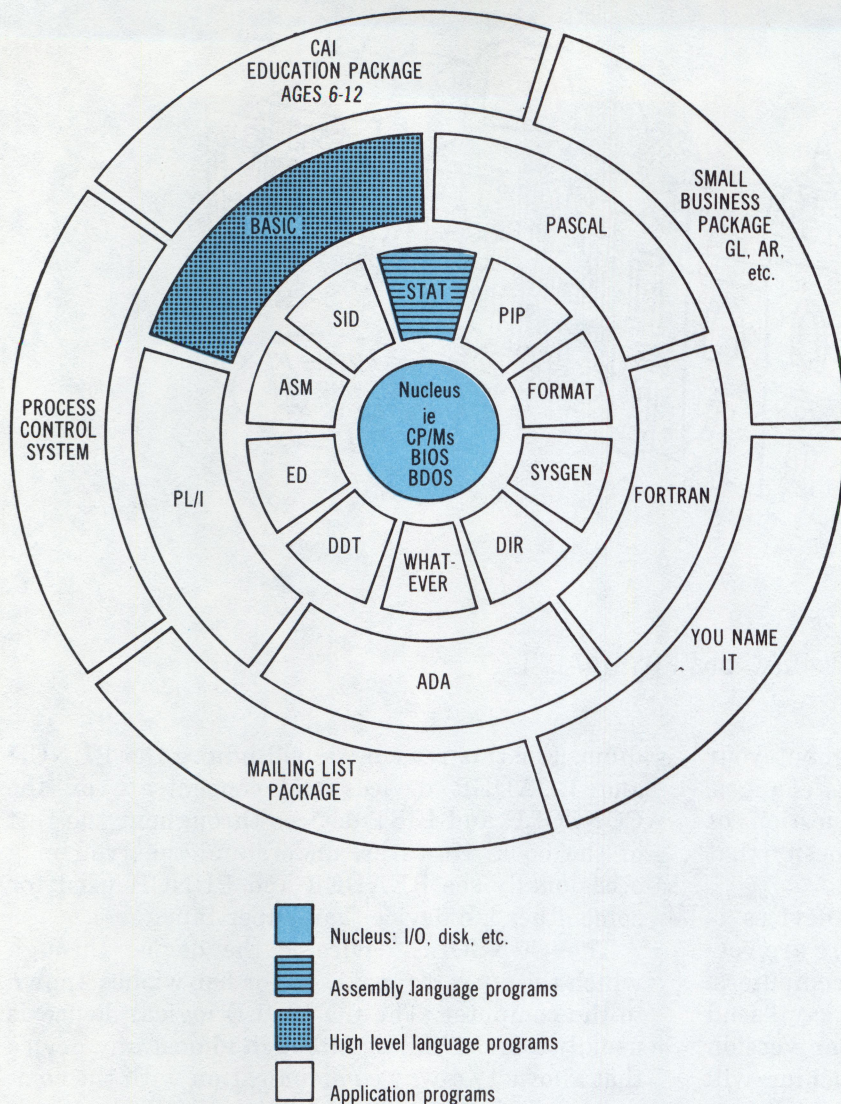 CAI
EDUCATION PACKAGE
AGES 6-12
SMALL
BUSINESS
PACKAGE
GL, AR,
etc.
BASIC
PASCAL
STAT
SID
PIP
ASM
Nucleus
ie
CP/Ms
BIOS
BDOS
FORMAT
PROCESS
CONTROL
SYSTEM
PL/I
ED
SYSGEN
FORTRAN
DDT
WHAT-
EVER
DIR
YOU NAME
IT
ADA
MAILING LIST
PACKAGE
Nucleus: I/O, disk, etc.
Assembly language programs
High level language programs
Application programs